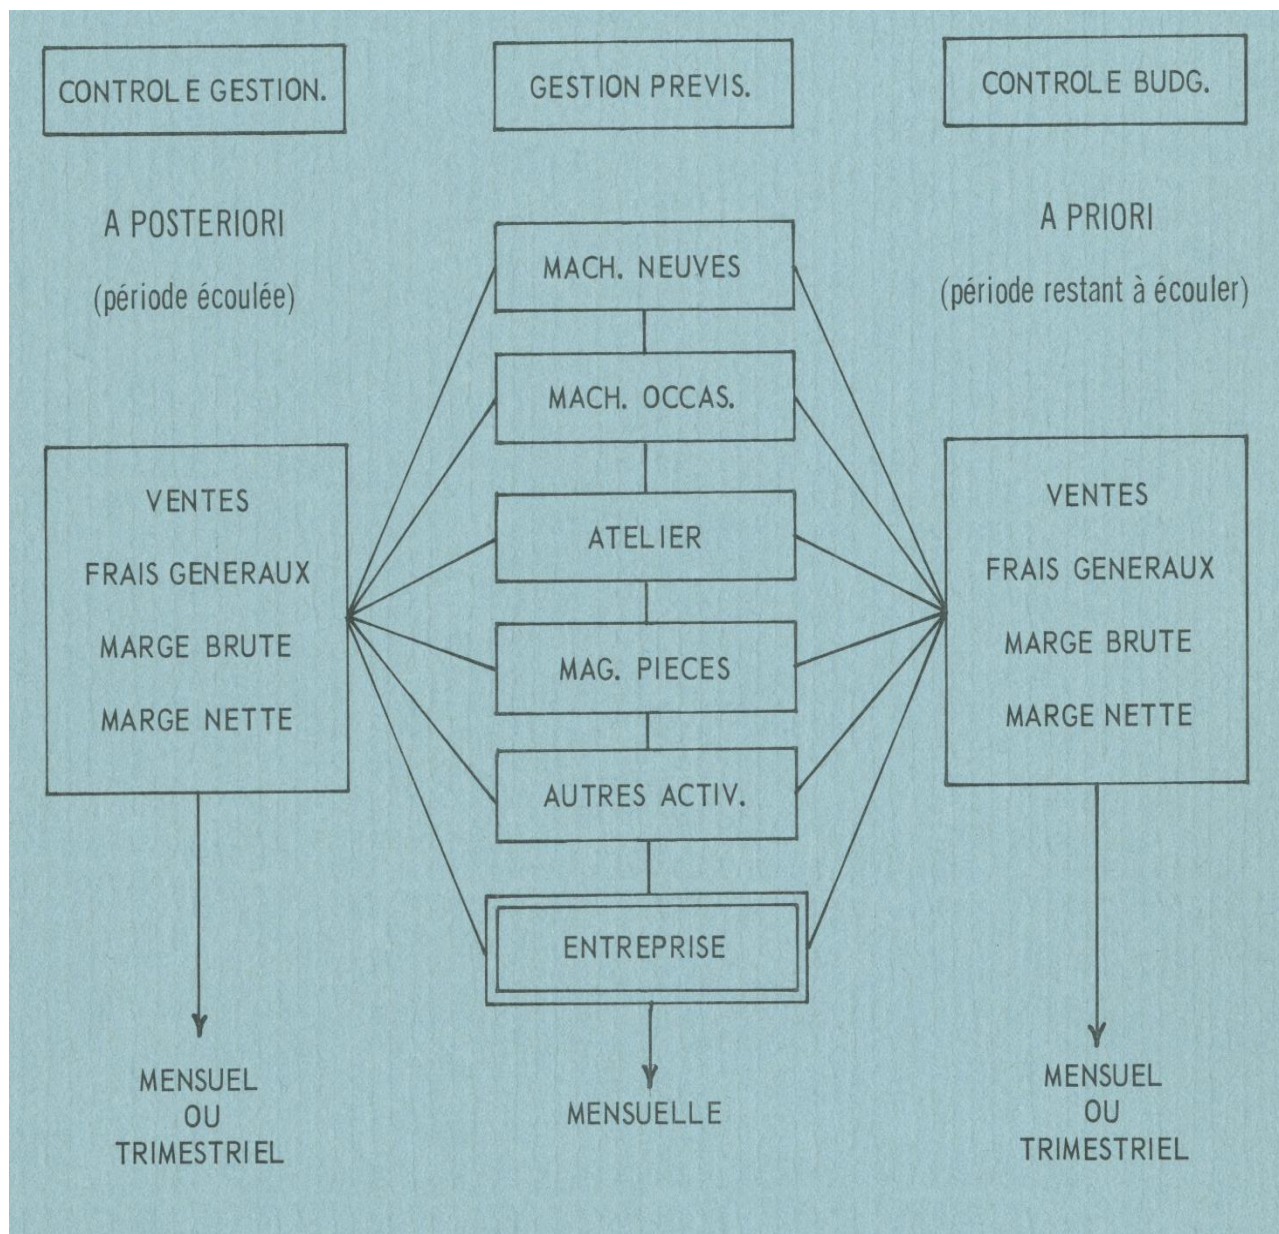 CONTROLE GESTION.
GESTION PREVIS.
CONTROLE BUDG.
A POSTERIORI
(période écoulée)
A PRIORI
(période restant à écouler)
MACH. NEUVES
MACH. OCCAS.
ATELIER
MAG. PIECES
AUTRES ACTIV.
ENTREPRISE
MENSUELLE
VENTES
FRAIS GENERAUX
MARGE BRUTE
MARGE NETTE
MENSUEL
OU
TRIMESTRIEL
VENTES
FRAIS GENERAUX
MARGE BRUTE
MARGE NETTE
MENSUEL
OU
TRIMESTRIEL